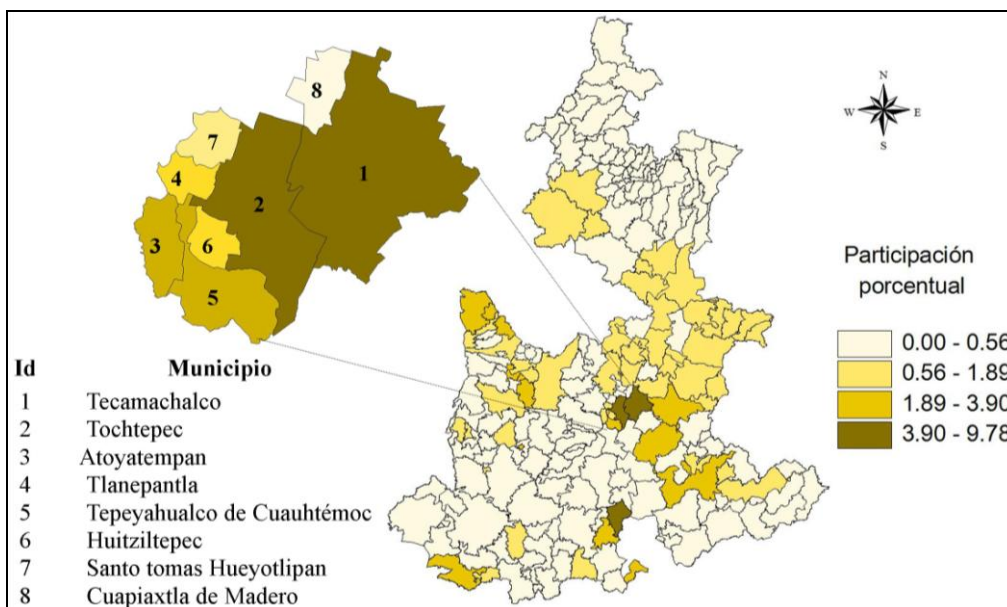 8
7
1
4
2
3
6
5
N
W E
S
Participación
porcentual
0.00 - 0.56
0.56 - 1.89
1.89 - 3.90
3.90 - 9.78
Id Municipio
1 Tecamachalco
2 Tochtepec
3 Atoyatempan
4 Tlanepantla
5 Tepeyahualco de Cuauhtémoc
6 Huitziltepec
7 Santo tomas Hueyotlipan
8 Cuapiaxtla de Madero